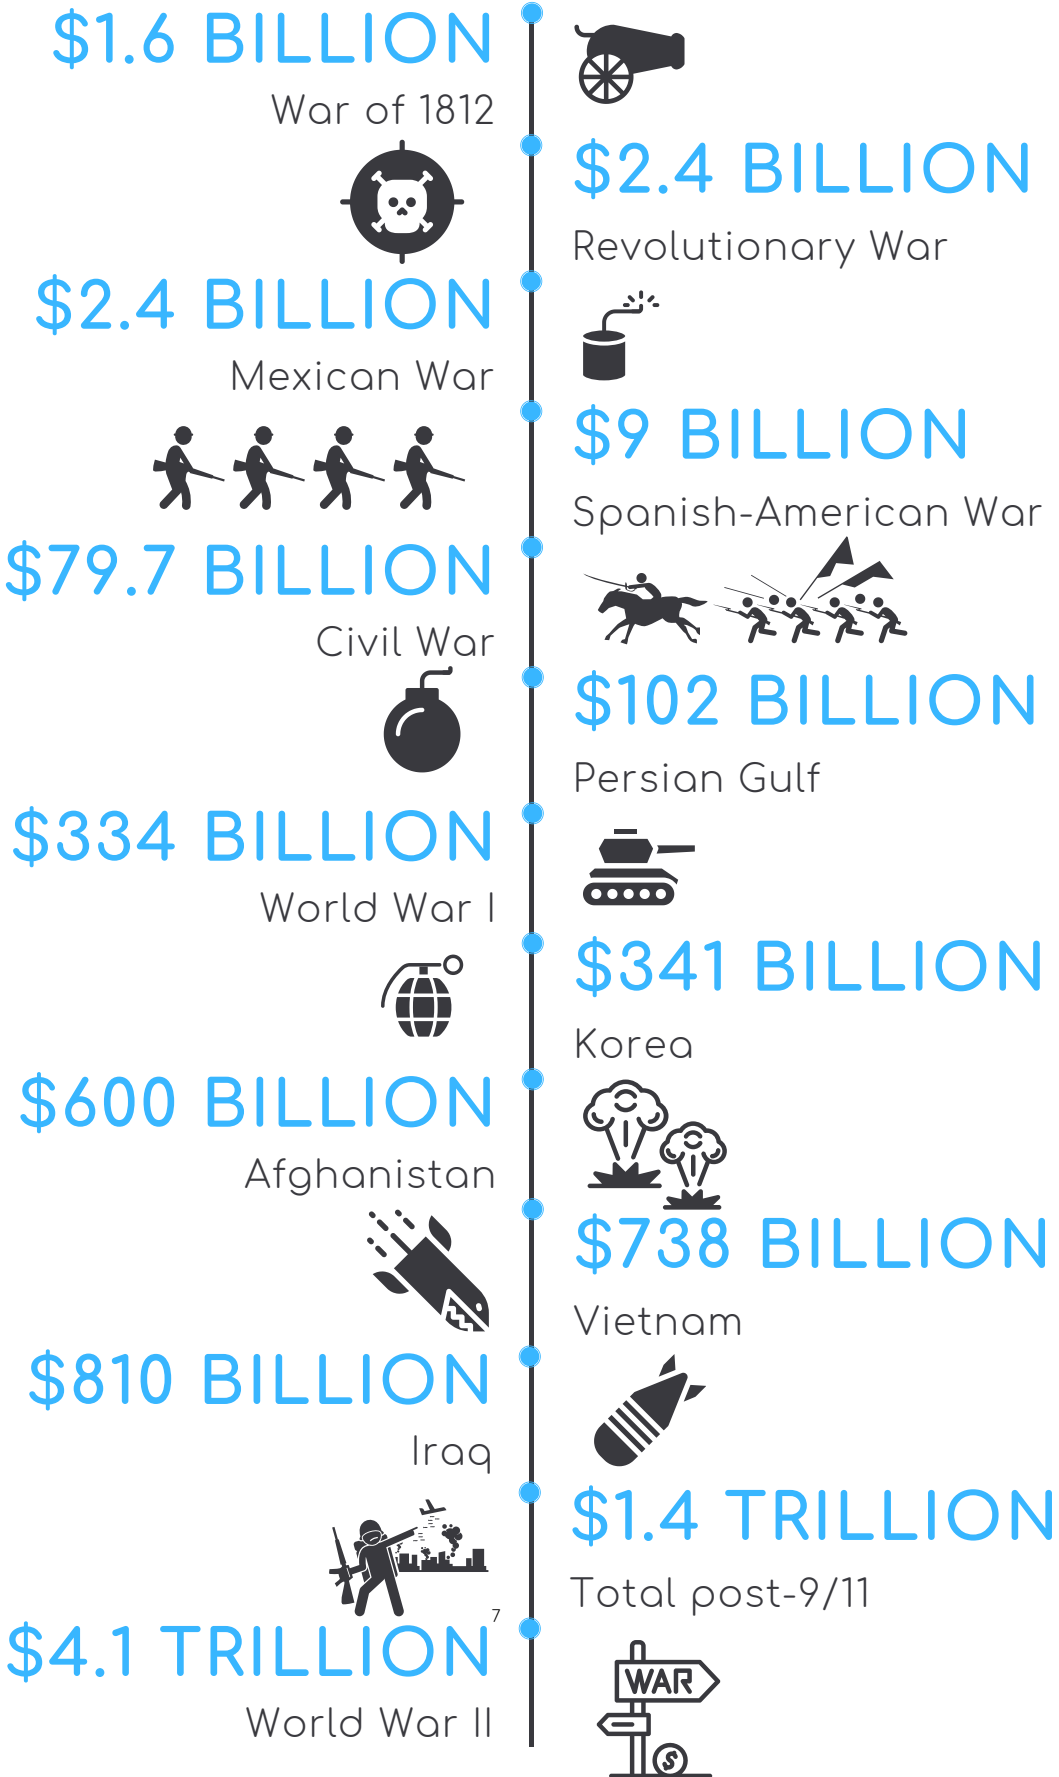 $1.6 BILLION
War of 1812
$2.4 BILLION
Revolutionary War
$2.4 BILLION
Mexican War
$9 BILLION
Spanish-American War
$79.7 BILLION
Civil War
$102 BILLION
Persian Gulf
$334 BILLION
World War I
$341 BILLION
Korea
$600 BILLION
Afghanistan
$738 BILLION
Vietnam
$810 BILLION
Iraq
$1.4 TRILLION
Total post-9/11
$4.1 TRILLION 7
World War II
WAR
$